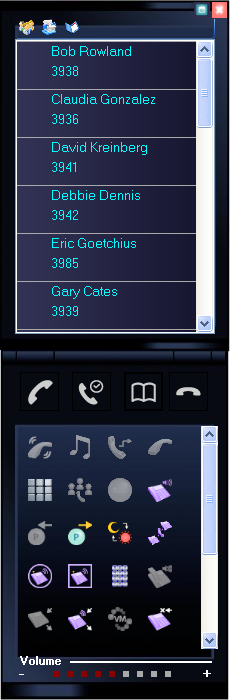 Bob Rowland
3938
Claudia Gonzalez
3936
David Kreinberg
3941
Debbie Dennis
3942
Eric Goetchius
3985
Gary Cates
3939
P
P
VM
Volume
- +